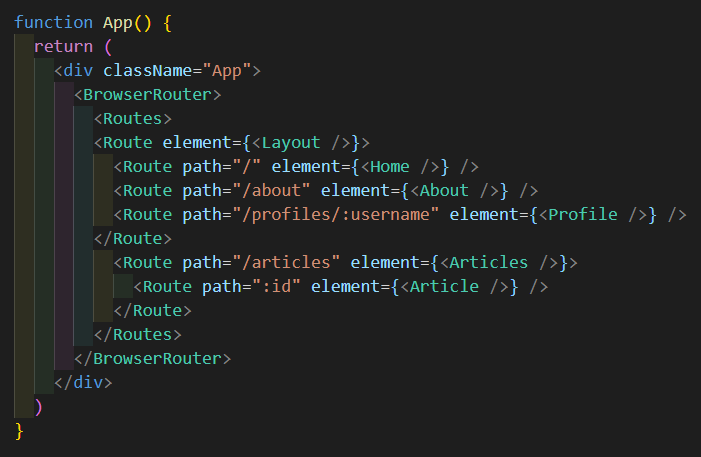 function App() {
  return (
    <div className="App">
      <BrowserRouter>
        <Routes>
        <Route element={<Layout />}>
          <Route path="/" element={<Home />} />
          <Route path="/about" element={<About />} />
          <Route path="/profiles/:username" element={<Profile />} />
        </Route>
          <Route path="/articles" element={<Articles />}>
            <Route path=":id" element={<Article />} />
          </Route>
        </Routes>
      </BrowserRouter>
    </div>
  )
}